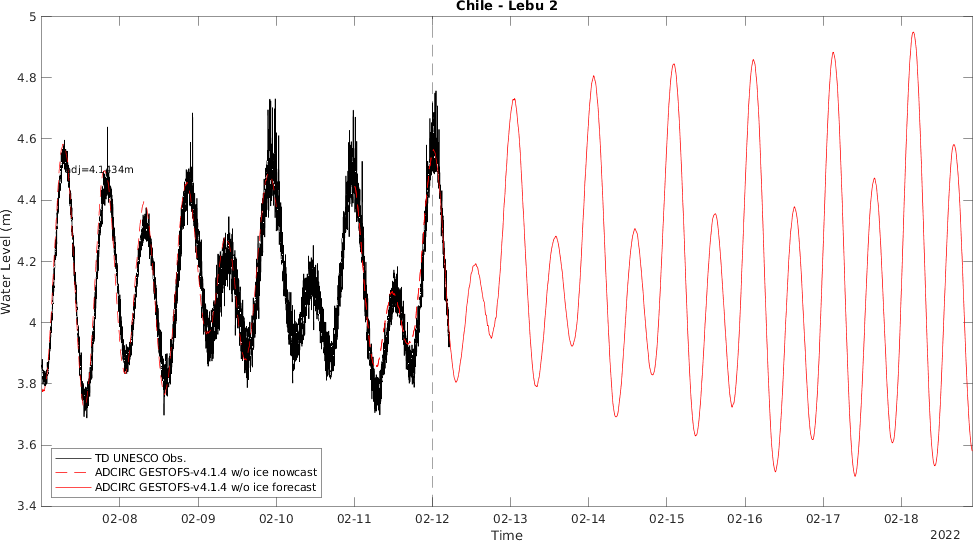 Chile - Lebu 2
5
4.8
4.6
4.4
4.2
4
3.8
3.6
3.4
Water Level (m)
adj=4.1434m
TD UNESCO Obs.
ADCIRC GESTOFS-v4.1.4 w/o ice nowcast
ADCIRC GESTOFS-v4.1.4 w/o ice forecast
02-08 02-09 02-10 02-11 02-12 02-13 02-14 02-15 02-16 02-17 02-18
Time
2022